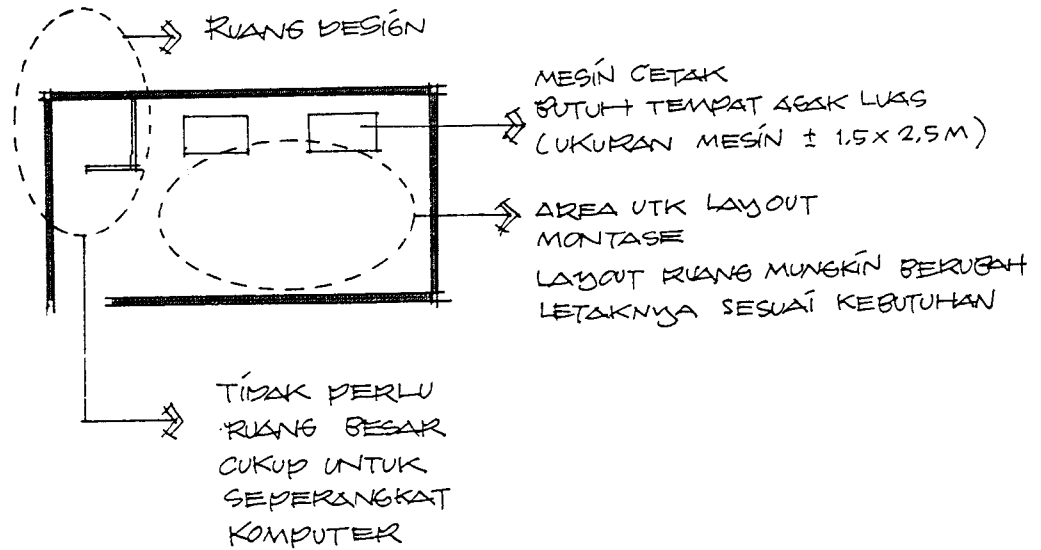 RUANG DESIGN
MESIN CETAK
BUTUH TEMPAT AGAK LUAS
(UKURAN MESIN ± 1,5 x 2,5 M)
AREA UTK LAYOUT
MONTASE
LAYOUT RUANG MUNGKIN BERUBAH
LETAKNYA SESUAI KEBUTUHAN
TIDAK PERLU
RUANG BESAR
CUKUP UNTUK
SEPERANGKAT
KOMPUTER